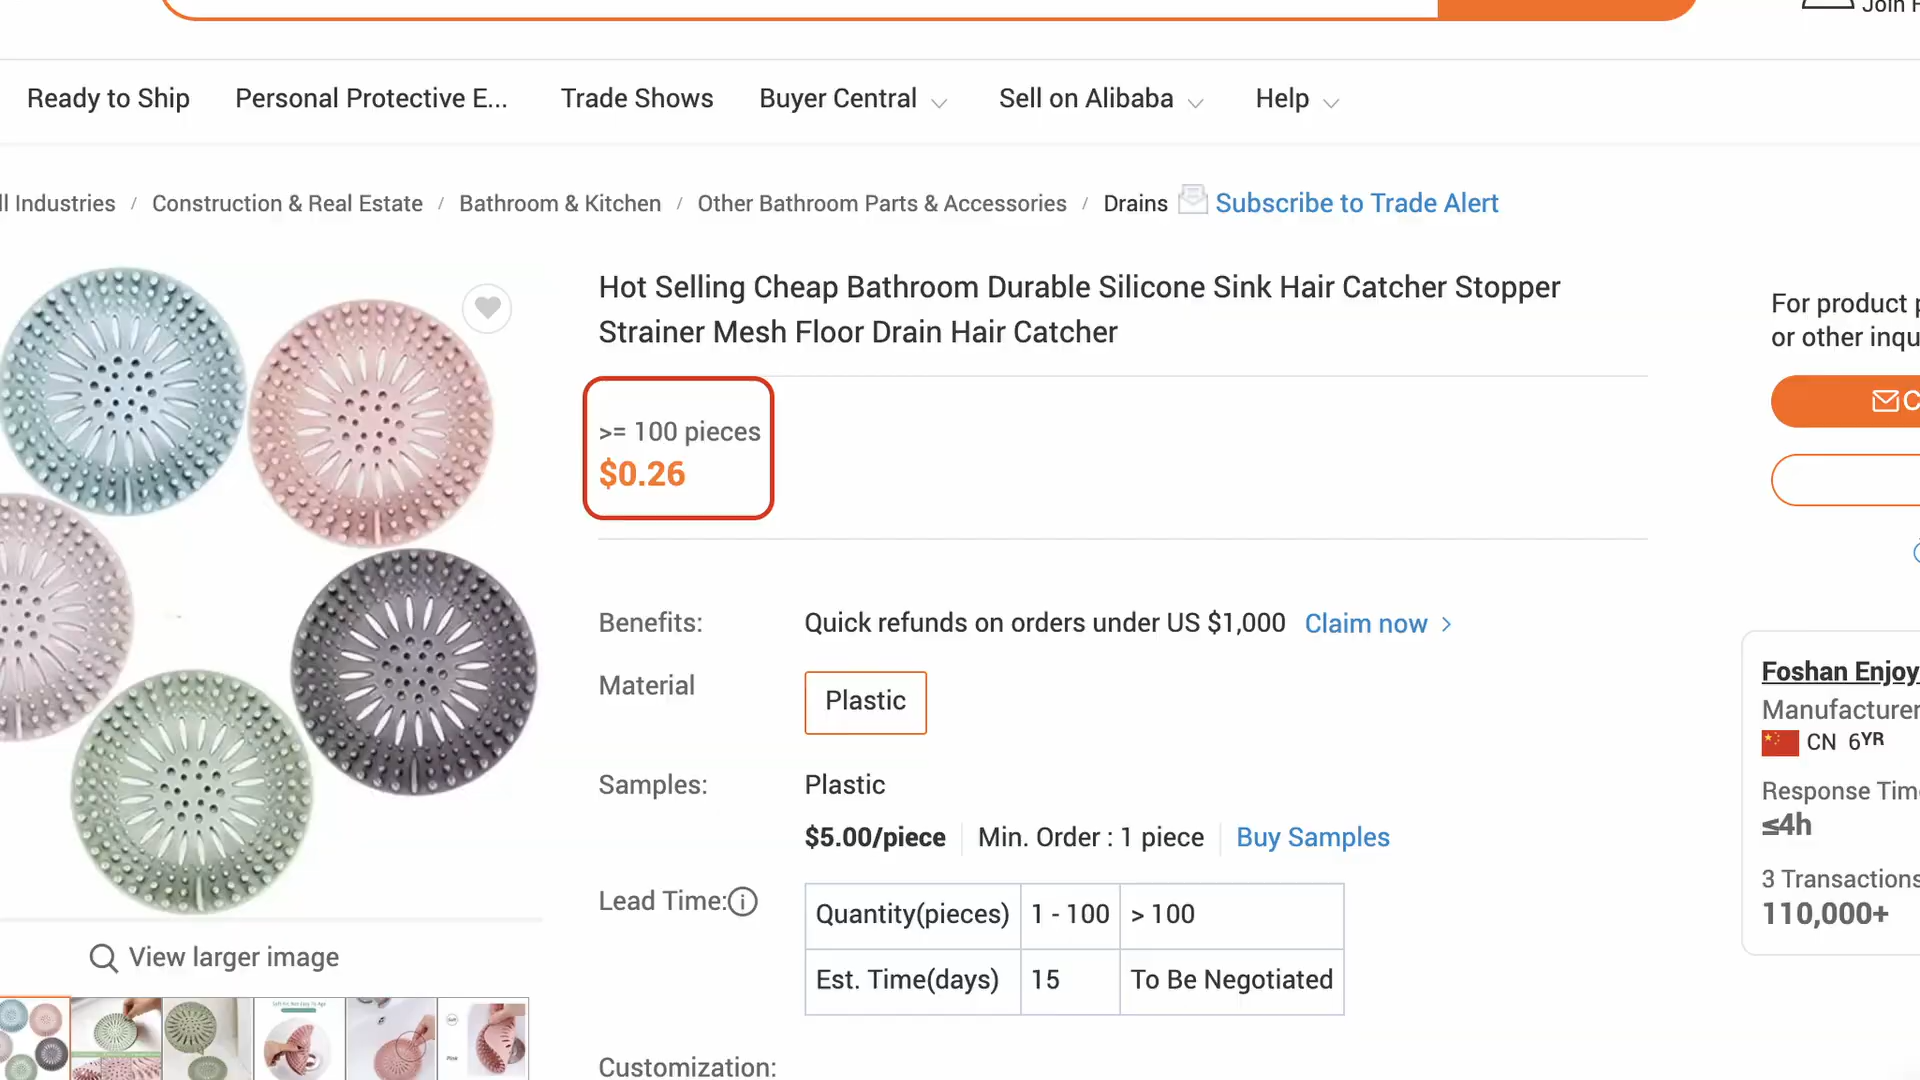 Join
Ready to Ship Personal Protective E... Trade Shows Buyer Central Sell on Alibaba Help
ll Industries / Construction & Real Estate / Bathroom & Kitchen / Other Bathroom Parts & Accessories / Drains Subscribe to Trade Alert
Hot Selling Cheap Bathroom Durable Silicone Sink Hair Catcher Stopper
Strainer Mesh Floor Drain Hair Catcher
>= 100 pieces
$0.26
Benefits: Quick refunds on orders under US $1,000 Claim now >
Material Plastic
Samples: Plastic
$5.00/piece Min. Order : 1 piece Buy Samples
Lead Time: Quantity(pieces) 1 - 100 > 100
Est. Time(days) 15 To Be Negotiated
Customization:
View larger image
For product
or other inqu
Foshan Enjoy
Manufacturer
CN 6YR
Response Tim
≤4h
3 Transactions
110,000+